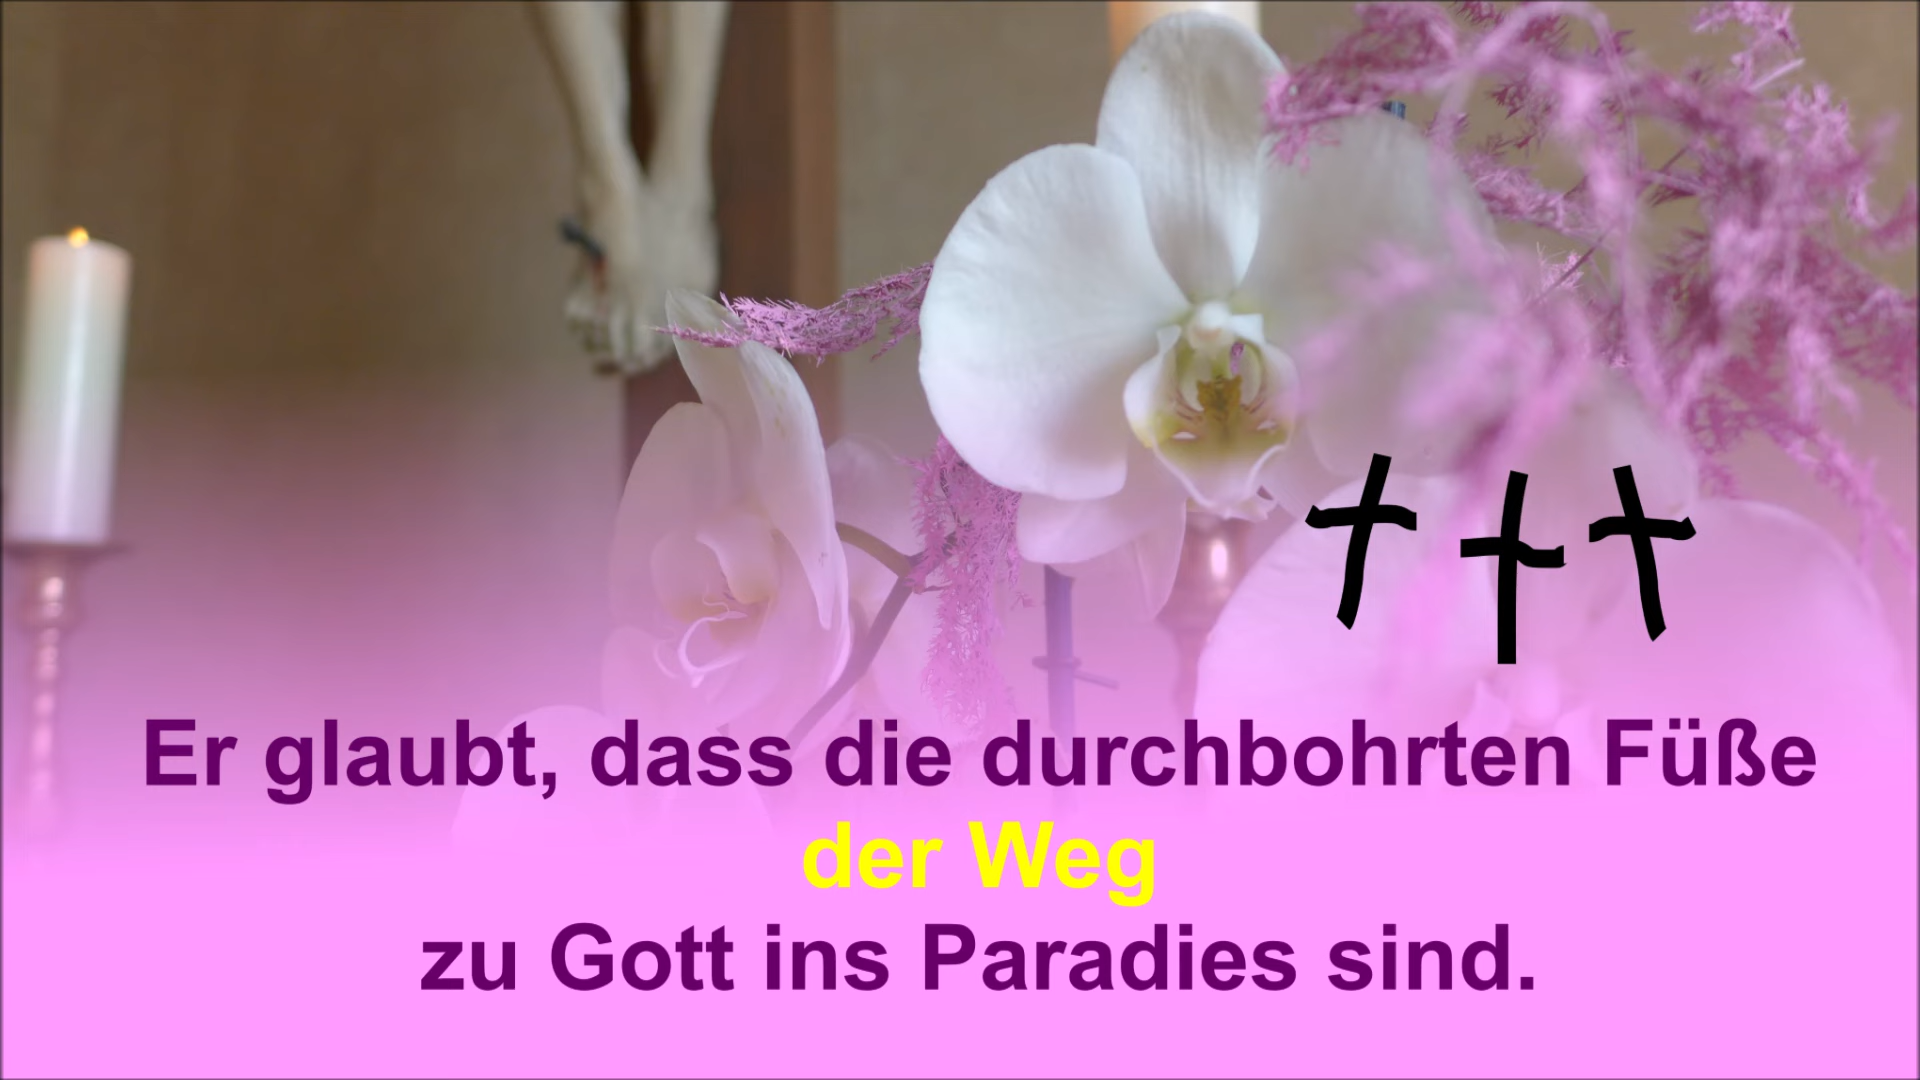 Er glaubt, dass die durchbohrten Füße
der Weg
zu Gott ins Paradies sind.